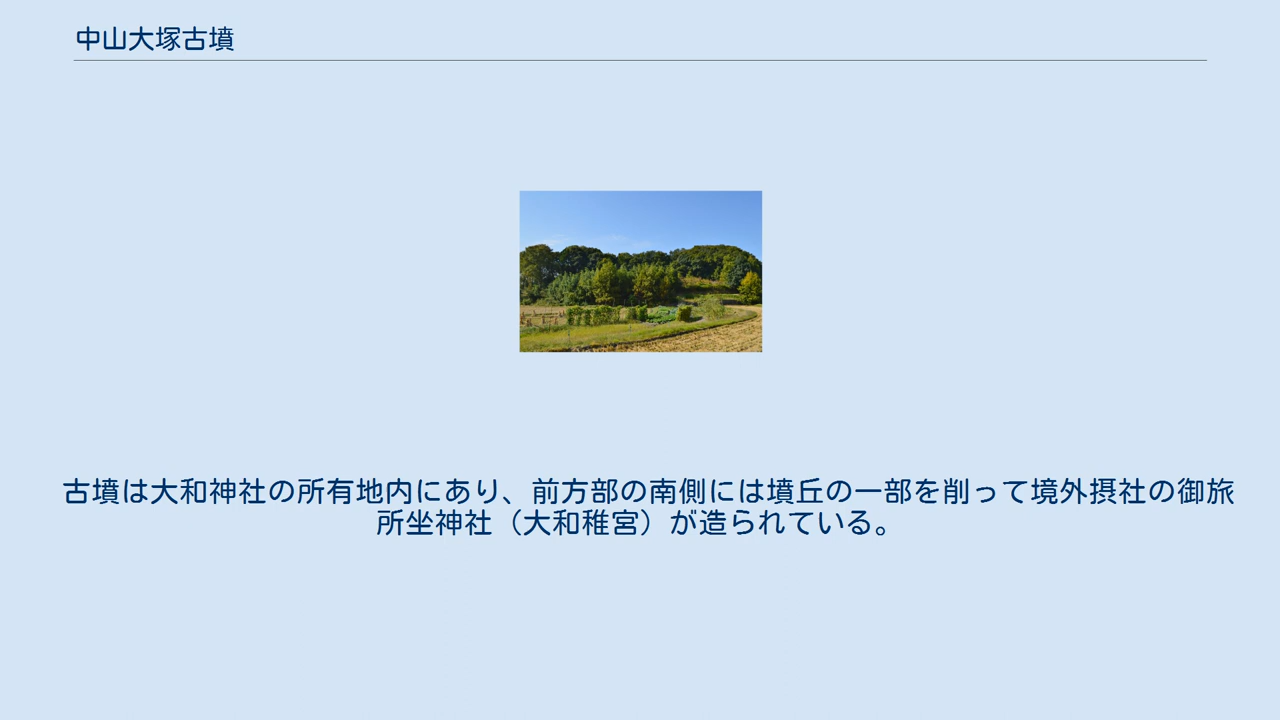 中山大塚古墳
古墳は大和神社の所有地内にあり、前方部の南側には墳丘の一部を削って境外摂社の御旅
所坐神社（大和稚宮）が造られている。